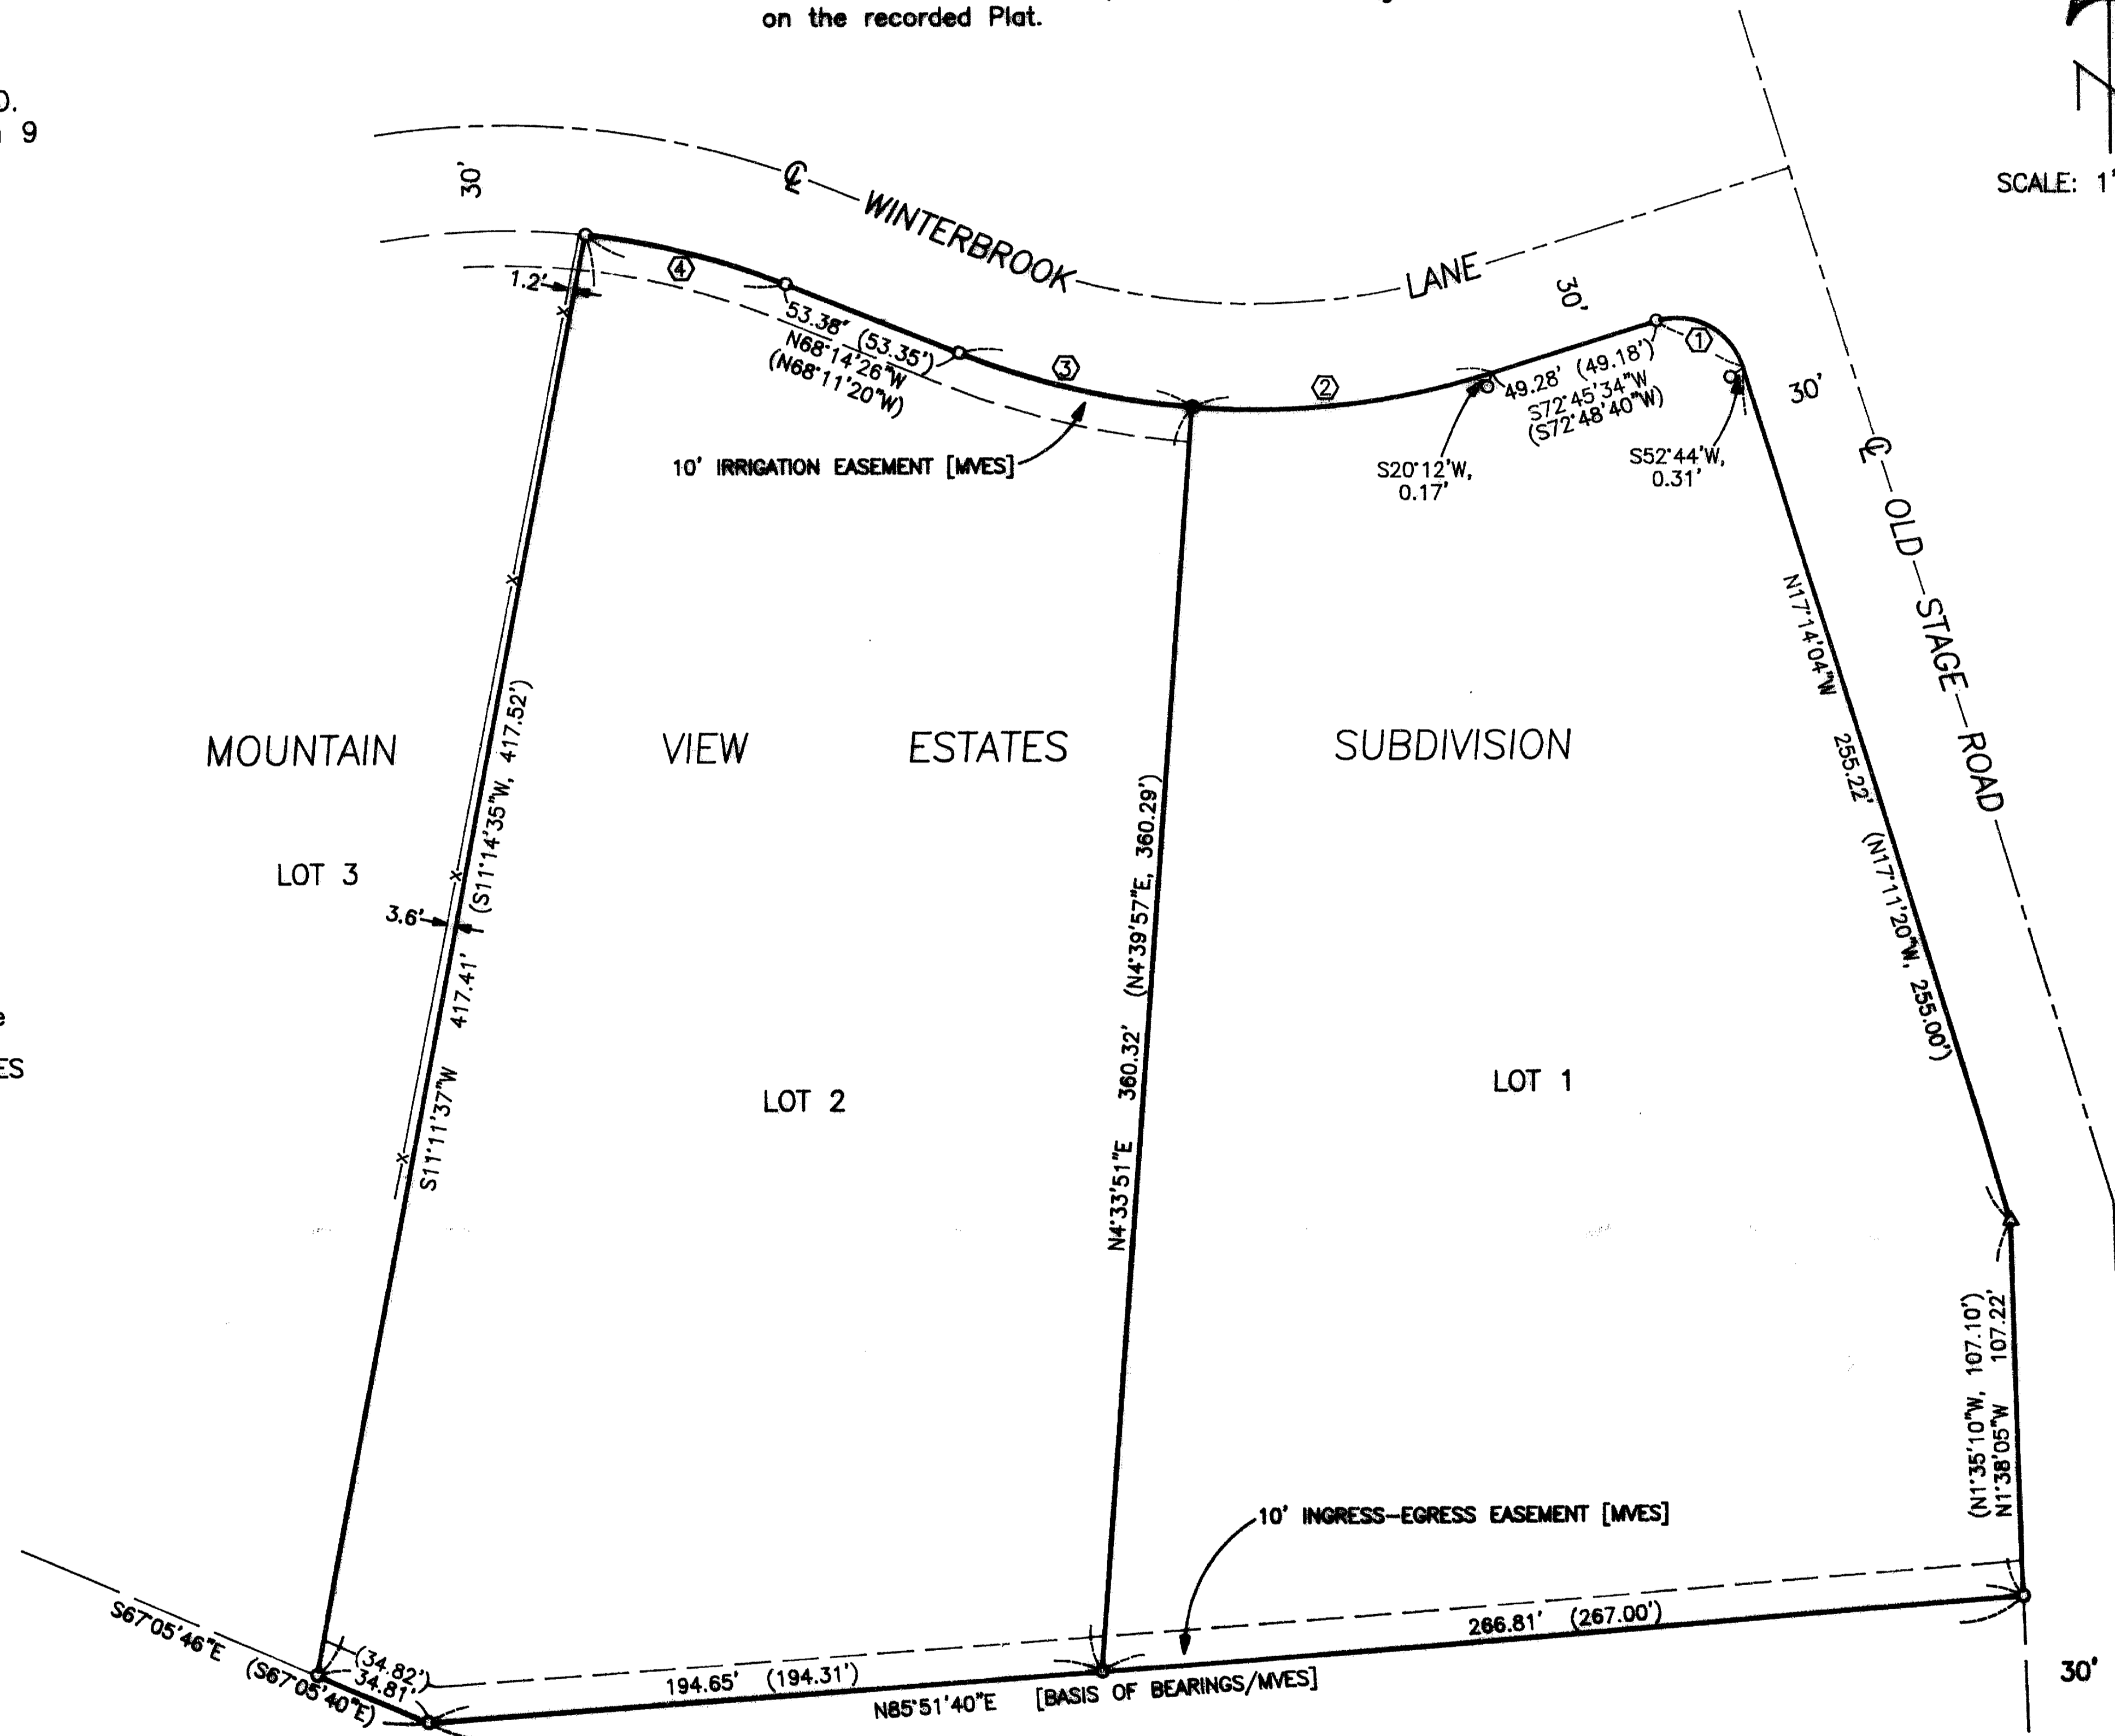 on the recorded Plat.
9
SCALE: 1'
30'
℄ WINTERBROOK LANE
1.2'
4
53.38' (53.35')
N68°14'26"W
(N68°11'20"W)
3
2
30'
1
49.28' (49.18')
S72°45'34"W
(S72°48'40"W)
30'
10' IRRIGATION EASEMENT [MVES]
S20°12'W,
0.17'
S52°44'W,
0.31'
℄ OLD STAGE ROAD
N17°14'04"W 255.22' (N17°11'20"W, 255.00')
MOUNTAIN VIEW ESTATES SUBDIVISION
LOT 3
3.6'
S11°11'37"W 417.41' (S11°14'35"W, 417.52')
N4°33'51"E 360.32' (N4°39'57"E, 360.29')
ES
LOT 2
LOT 1
(N1°35'10"W, 107.10')
N1°38'05"W 107.22'
10' INGRESS-EGRESS EASEMENT [MVES]
S67°05'46"E (S67°05'40"E)
(34.82')
34.81'
194.65' (194.31')
266.81' (267.00')
N85°51'40"E [BASIS OF BEARINGS/MVES]
30'